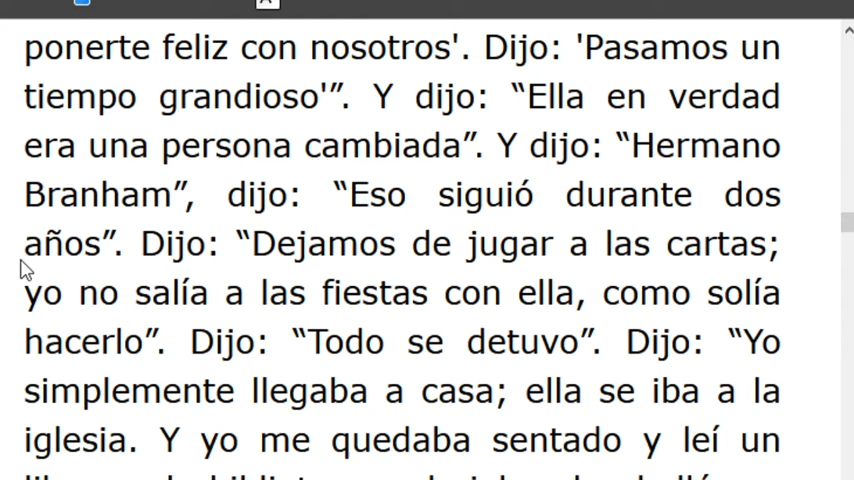 ponerte feliz con nosotros'. Dijo: 'Pasamos un
tiempo grandioso'”. Y dijo: “Ella en verdad
era una persona cambiada”. Y dijo: “Hermano
Branham”, dijo: “Eso siguió durante dos
años”. Dijo: “Dejamos de jugar a las cartas;
yo no salía a las fiestas con ella, como solía
hacerlo”. Dijo: “Todo se detuvo”. Dijo: “Yo
simplemente llegaba a casa; ella se iba a la
iglesia. Y yo me quedaba sentado y leí un